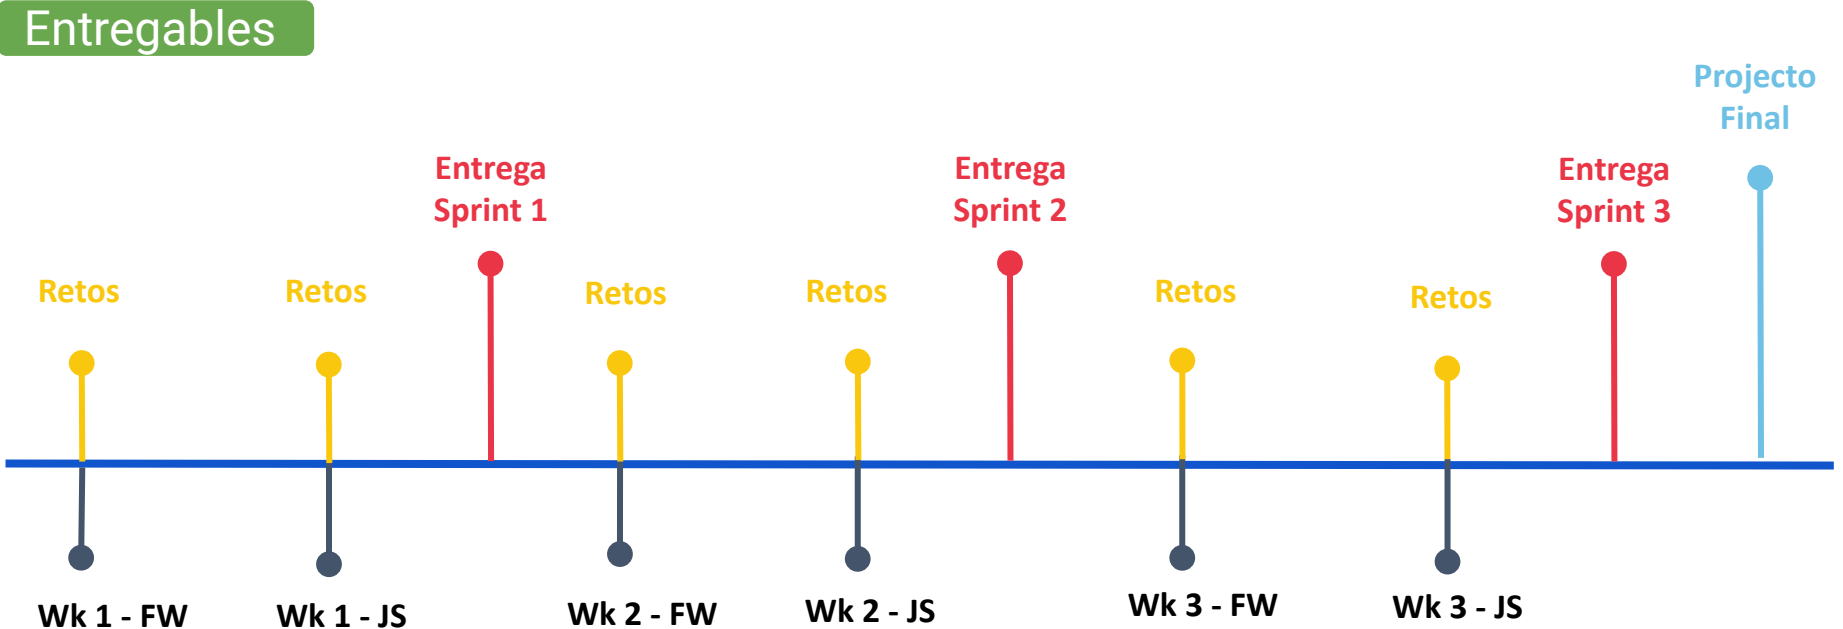 Entregables
Projecto
Final
Entrega
Sprint 1
Entrega
Sprint 2
Entrega
Sprint 3
Retos
Retos
Retos
Retos
Retos
Retos
Wk 1 - FW
Wk 1 - JS
Wk 2 - FW
Wk 2 - JS
Wk 3 - FW
Wk 3 - JS